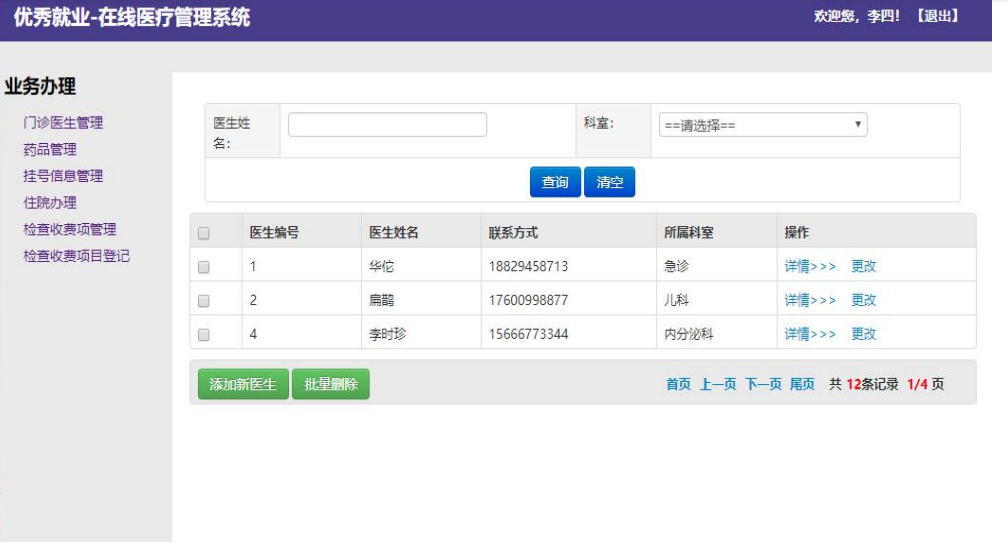 优秀就业-在线医疗管理系统 欢迎您，李四！【退出】
业务办理
门诊医生管理
药品管理
挂号信息管理
住院办理
检查收费项管理
检查收费项目登记
医生姓名： 科室： ==请选择==
查询 清空
医生编号 医生姓名 联系方式 所属科室 操作
1 华佗 18829458713 急诊 详情>>> 更改
2 扁鹊 17600998877 儿科 详情>>> 更改
4 李时珍 15666773344 内分泌科 详情>>> 更改
添加新医生 批量删除 首页 上一页 下一页 尾页 共 12条记录 1/4 页